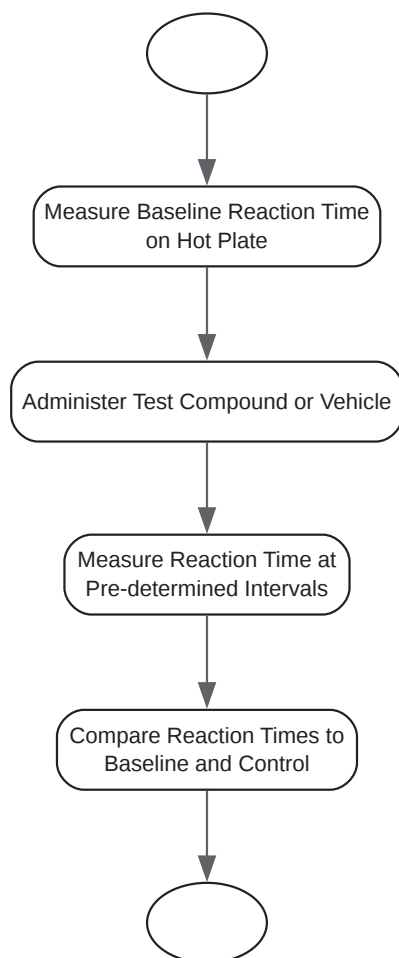 Measure Baseline Reaction Time
on Hot Plate
Administer Test Compound or Vehicle
Measure Reaction Time at
Pre-determined Intervals
Compare Reaction Times to
Baseline and Control